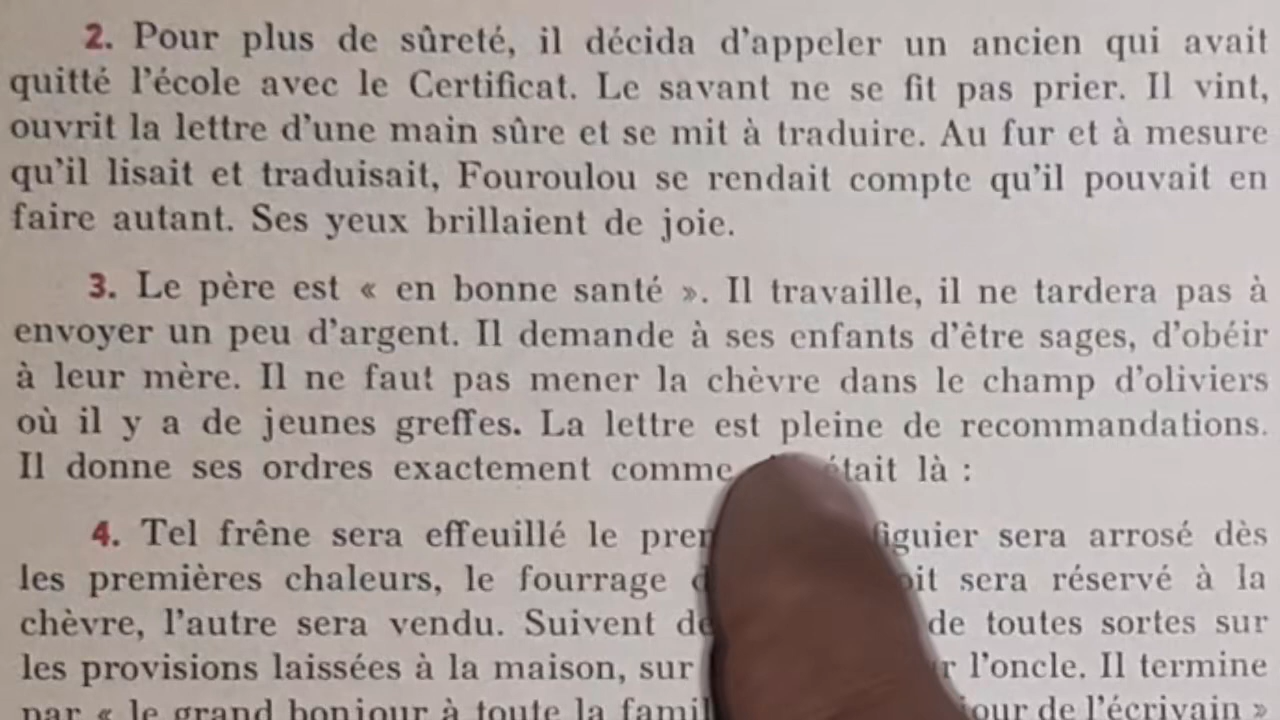 2. Pour plus de sûreté, il décida d'appeler un ancien qui avait
quitté l'école avec le Certificat. Le savant ne se fit pas prier. Il vint,
ouvrit la lettre d'une main sûre et se mit à traduire. Au fur et à mesure
qu'il lisait et traduisait, Fouroulou se rendait compte qu'il pouvait en
faire autant. Ses yeux brillaient de joie.
3. Le père est « en bonne santé ». Il travaille, il ne tardera pas à
envoyer un peu d'argent. Il demande à ses enfants d'être sages, d'obéir
à leur mère. Il ne faut pas mener la chèvre dans le champ d'oliviers
où il y a de jeunes greffes. La lettre est pleine de recommandations.
Il donne ses ordres exactement comme était là :
4. Tel frêne sera effeuillé le figuier sera arrosé dès
les premières chaleurs, le fourrage sera réservé à la
chèvre, l'autre sera vendu. Suivent de toutes sortes sur
les provisions laissées à la maison, sur l'oncle. Il termine
par « le grand bonjour à toute la de l'écrivain »